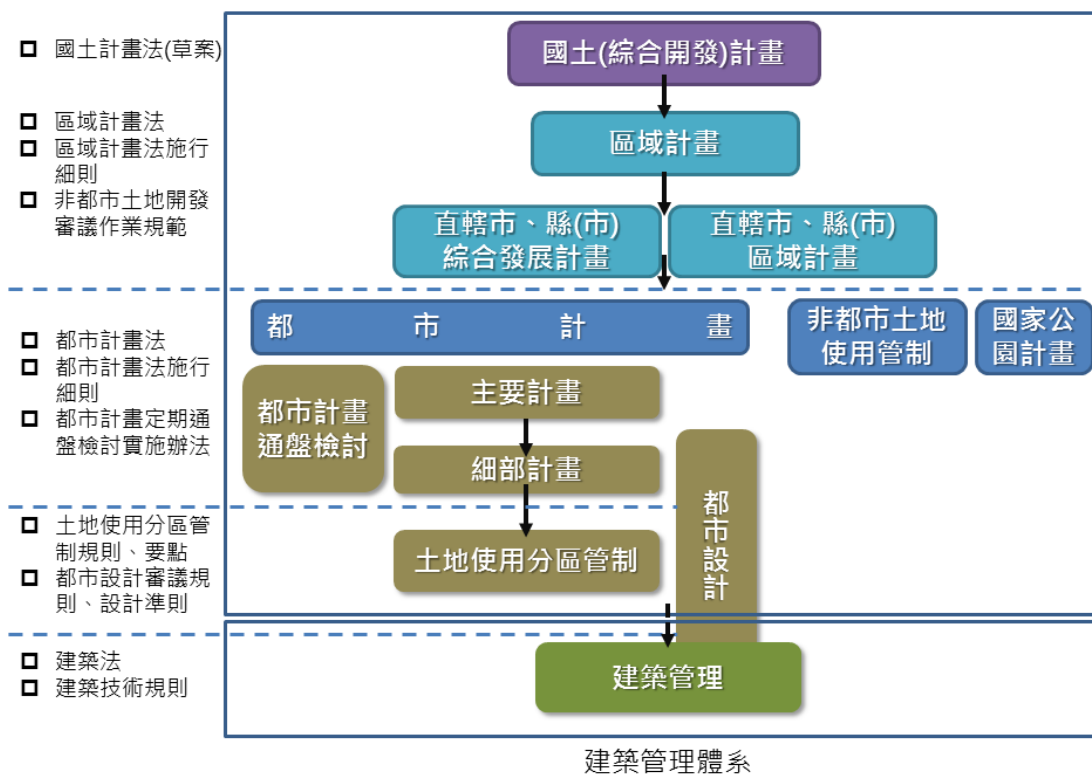 國土計畫法(草案)
區域計畫法
區域計畫法施行
細則
非都市土地開發
審議作業規範
都市計畫法
都市計畫法施行
細則
都市計畫定期通
盤檢討實施辦法
土地使用分區管
制規則、要點
都市設計審議規
則、設計準則
建築法
建築技術規則
國土(綜合開發)計畫
區域計畫
直轄市、縣(市)
綜合發展計畫
直轄市、縣(市)
區域計畫
都 市 計 畫
非都市土地
使用管制
國家公
園計畫
都市計畫
通盤檢討
主要計畫
細部計畫
土地使用分區管制
都市設計
建築管理
建築管理體系